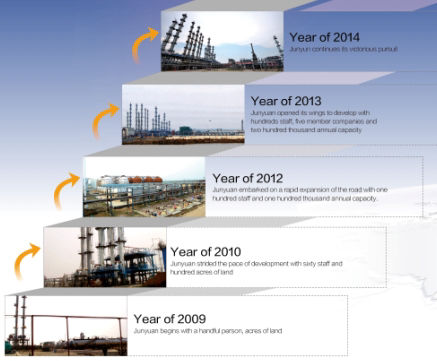 Year of 2014
Junyun continues its victorious pursuit
Year of 2013
Junyuan opened its wings to develop with
hundreds staff, five member companies and
two hundred thousand annual capacity
Year of 2012
Junyuan embarked on a rapid expansion of the road with one
hundred staff and one hundred thousand annual capacity.
Year of 2010
Junyuan strided the pace of development with sixty staff and
hundred acres of land
Year of 2009
Junyuan begins with a handful person, acres of land